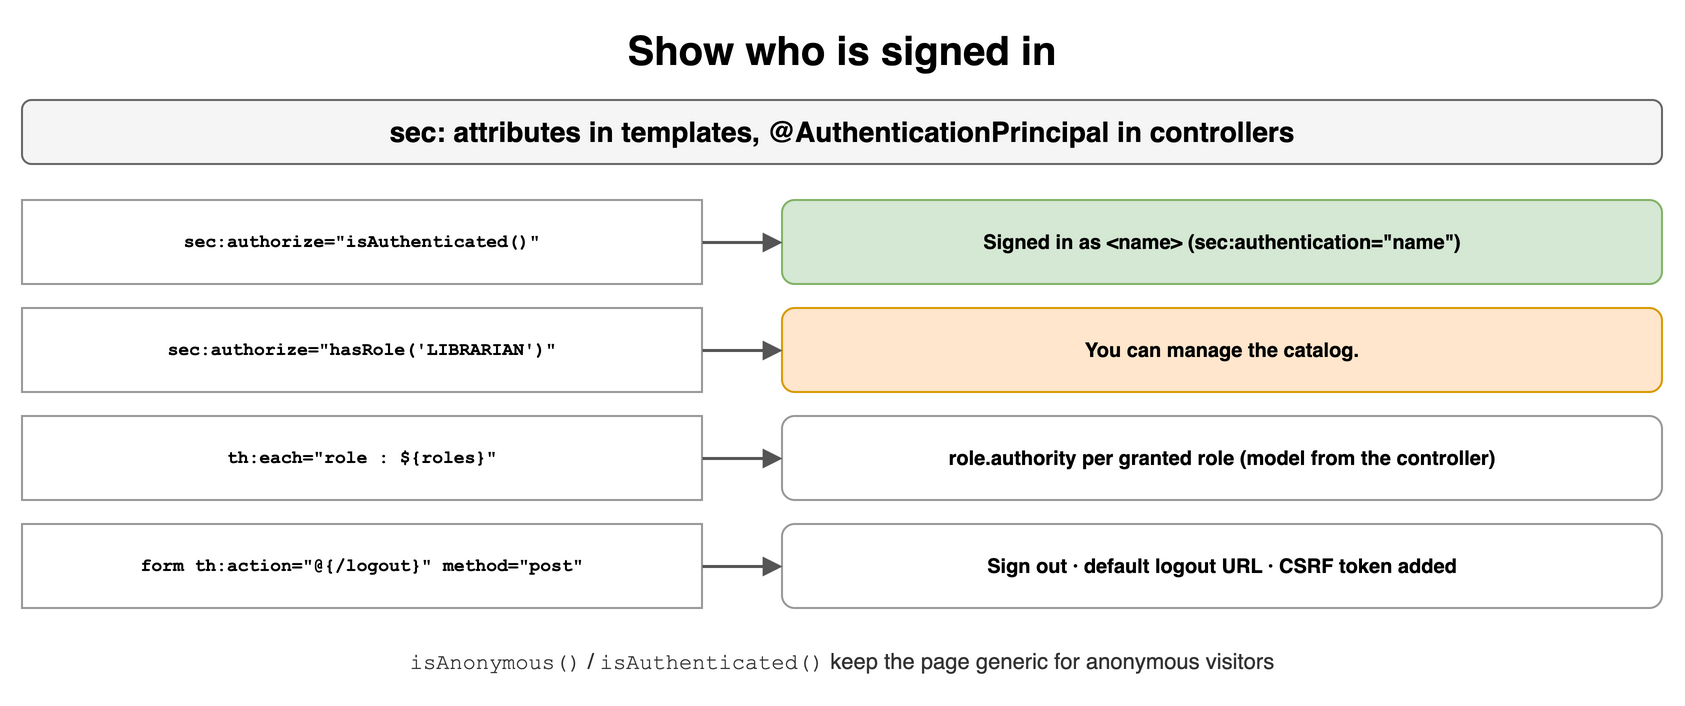 Show who is signed in
sec: attributes in templates, @AuthenticationPrincipal in controllers
sec:authorize="isAuthenticated()"
Signed in as <name> (sec:authentication="name")
sec:authorize="hasRole('LIBRARIAN')"
You can manage the catalog.
th:each="role : ${roles}"
role.authority per granted role (model from the controller)
form th:action="@{/logout}" method="post"
Sign out · default logout URL · CSRF token added
isAnonymous() / isAuthenticated() keep the page generic for anonymous visitors